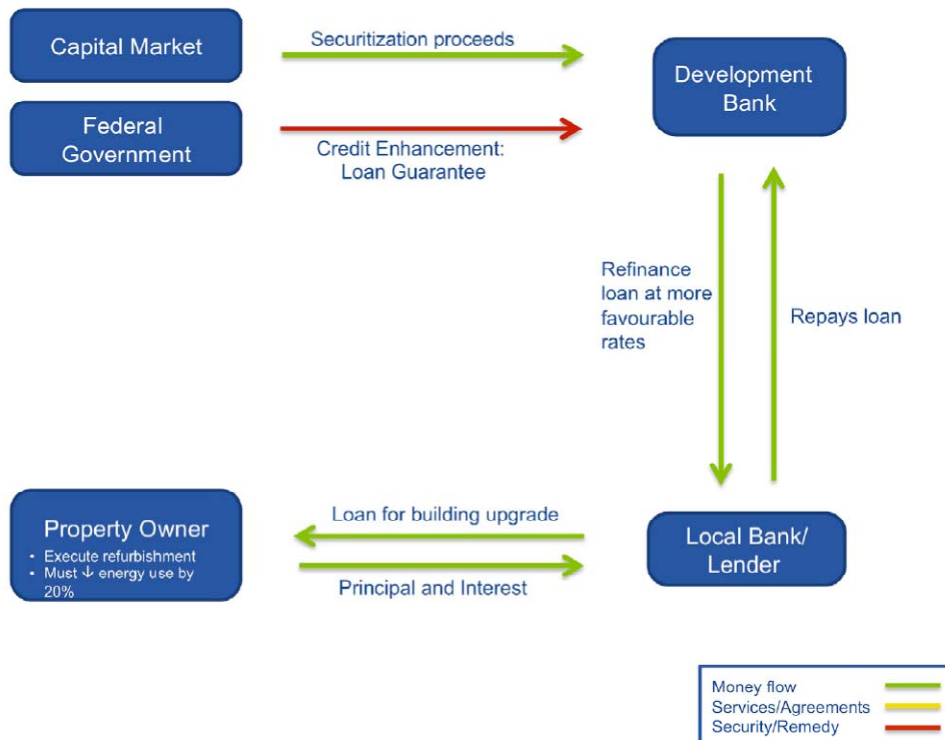 Capital Market
Securitization proceeds
Development
Bank
Federal
Government
Credit Enhancement:
Loan Guarantee
Refinance
loan at more
favourable
rates
Repays loan
Property Owner
• Execute refurbishment
• Must ↓ energy use by
20%
Loan for building upgrade
Principal and Interest
Local Bank/
Lender
Money flow
Services/Agreements
Security/Remedy